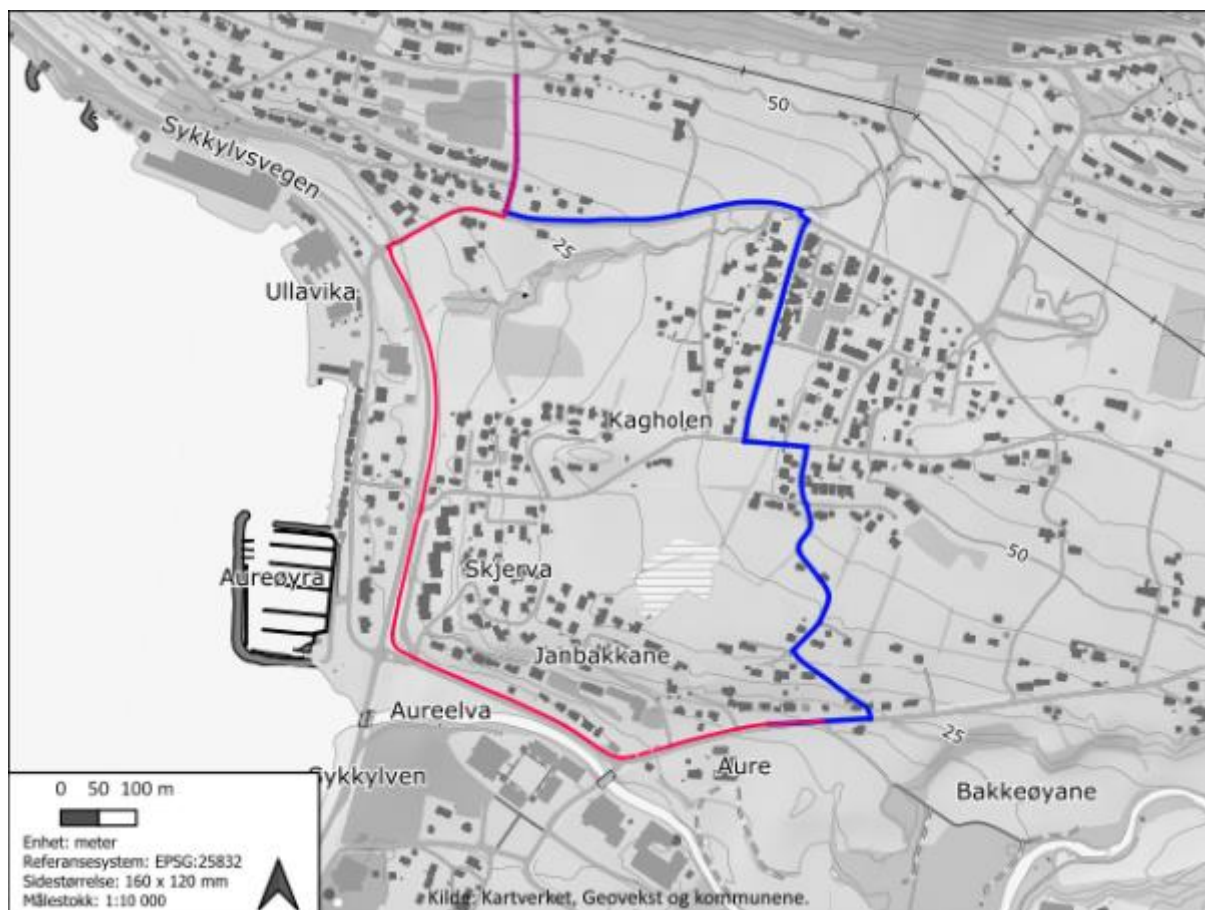 50
Sykkylvsvegen
25
Ullavika
Kagholen
50
Aureøyra
Skjerva
Janbakkane
Aureelva
25
Aure
Sykkylven
Bakkeøyane
0 50 100 m
Enhet: meter
Referansesystem: EPSG:25832
Sidestørrelse: 160 x 120 mm
Målestokk: 1:10 000
Kilde: Kartverket, Geovekst og kommunene.